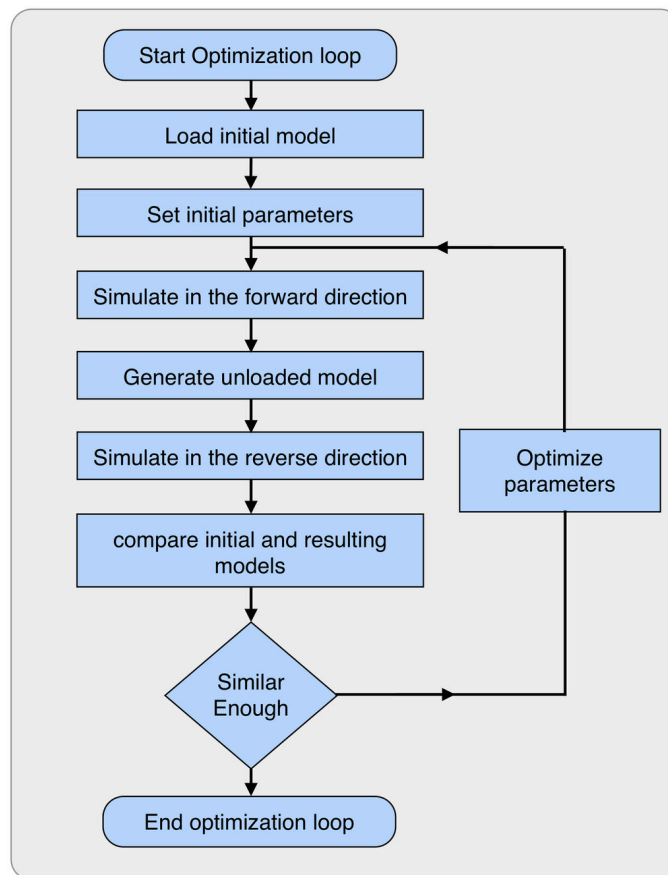 Start Optimization loop
Load initial model
Set initial parameters
Simulate in the forward direction
Generate unloaded model
Simulate in the reverse direction
Optimize
parameters
compare initial and resulting
models
Similar
Enough
End optimization loop